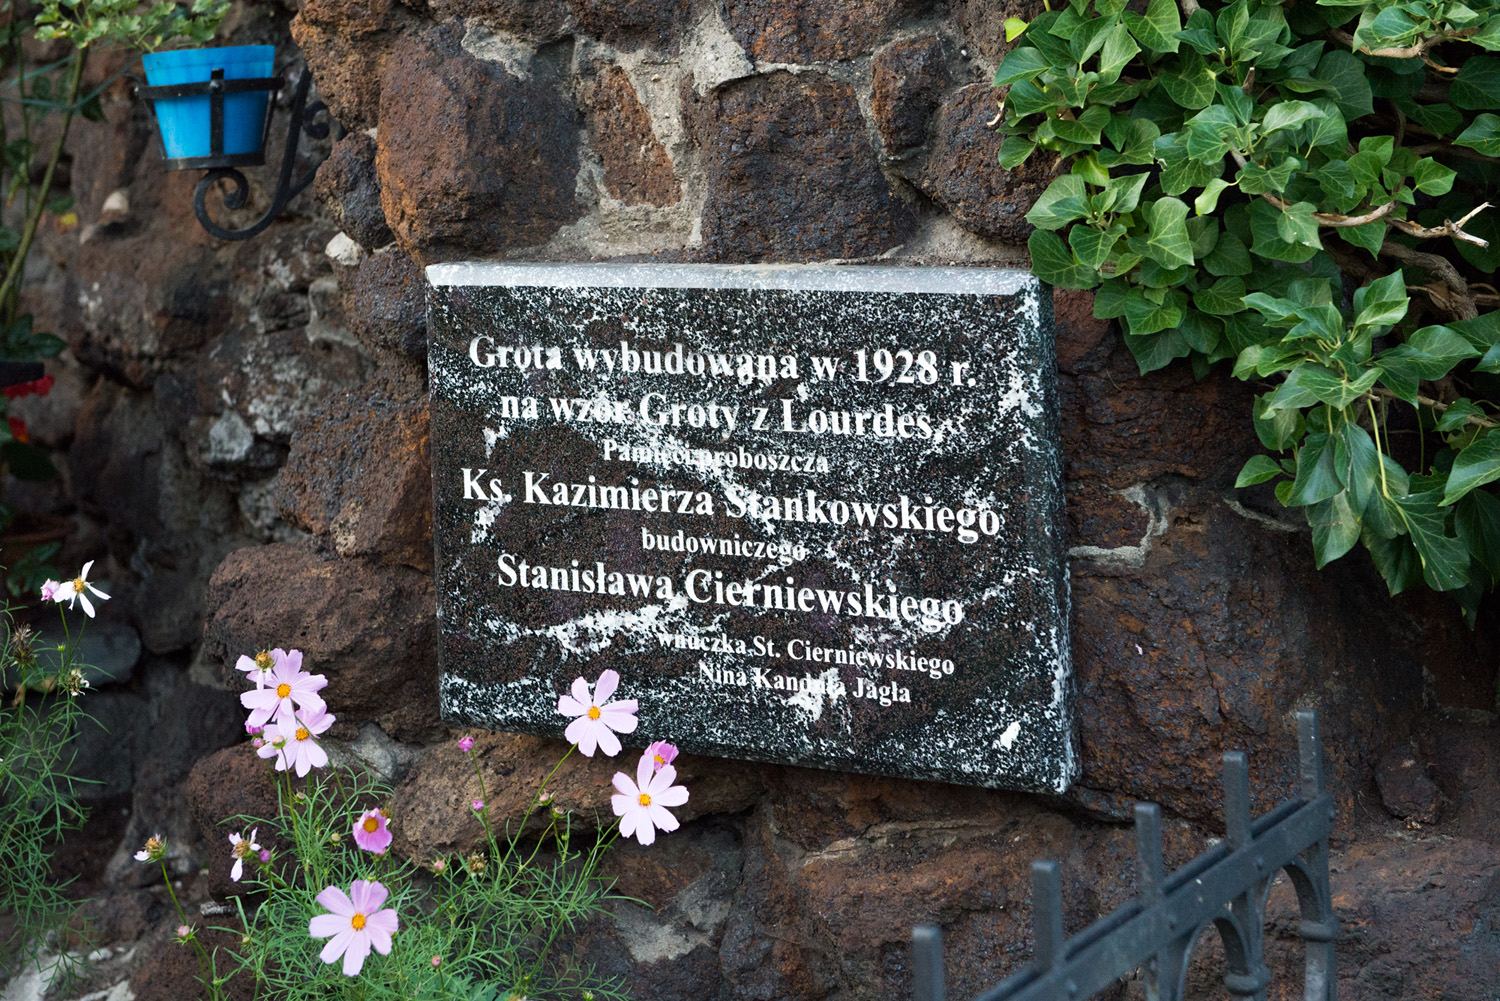 Grota wybudowana w 1928 r.
na wzór Groty z Lourdes.
Pamięci proboszcza
Ks. Kazimierza Stankowskiego
budowniczego
Stanisława Cierniewskiego
wnuczka St. Cierniewskiego
Nina Kanduła Jagła